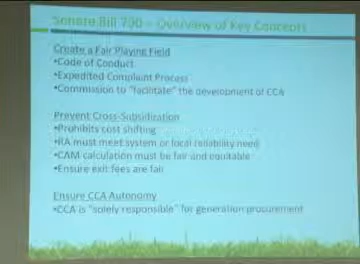 Senate Bill 790 – Overview of Key Concepts
Create a Fair Playing Field
•Code of Conduct
•Expedited Complaint Process
•Commission to "facilitate" the development of CCA
Prevent Cross-Subsidization
•Prohibits cost shifting
•RA must meet system or local reliability need
•CAM calculation must be fair and equitable
•Ensure exit fees are fair
Ensure CCA Autonomy
•CCA is "solely responsible" for generation procurement